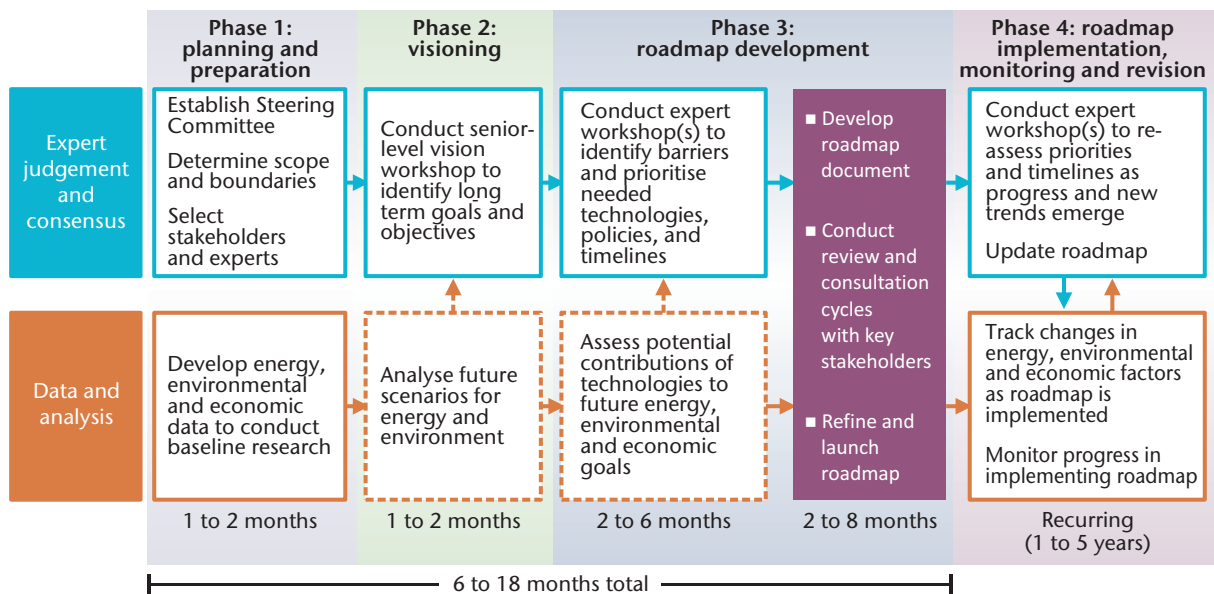 Phase 1:
planning and
preparation
Phase 2:
visioning
Phase 3:
roadmap development
Phase 4: roadmap
implementation,
monitoring and revision
Expert
judgement
and
consensus
Establish Steering
Committee
Determine scope
and boundaries
Select
stakeholders
and experts
Conduct senior-
level vision
workshop to
identify long
term goals and
objectives
Conduct expert
workshop(s) to
identify barriers
and prioritise
needed
technologies,
policies, and
timelines
■ Develop
roadmap
document
■ Conduct
review and
consultation
cycles
with key
stakeholders
■ Refine and
launch
roadmap
Conduct expert
workshop(s) to re-
assess priorities
and timelines as
progress and new
trends emerge
Update roadmap
Data and
analysis
Develop energy,
environmental
and economic
data to conduct
baseline research
Analyse future
scenarios for
energy and
environment
Assess potential
contributions of
technologies to
future energy,
environmental
and economic
goals
Track changes in
energy, environmental
and economic factors
as roadmap is
implemented
Monitor progress in
implementing roadmap
1 to 2 months
1 to 2 months
2 to 6 months
2 to 8 months
Recurring
(1 to 5 years)
6 to 18 months total